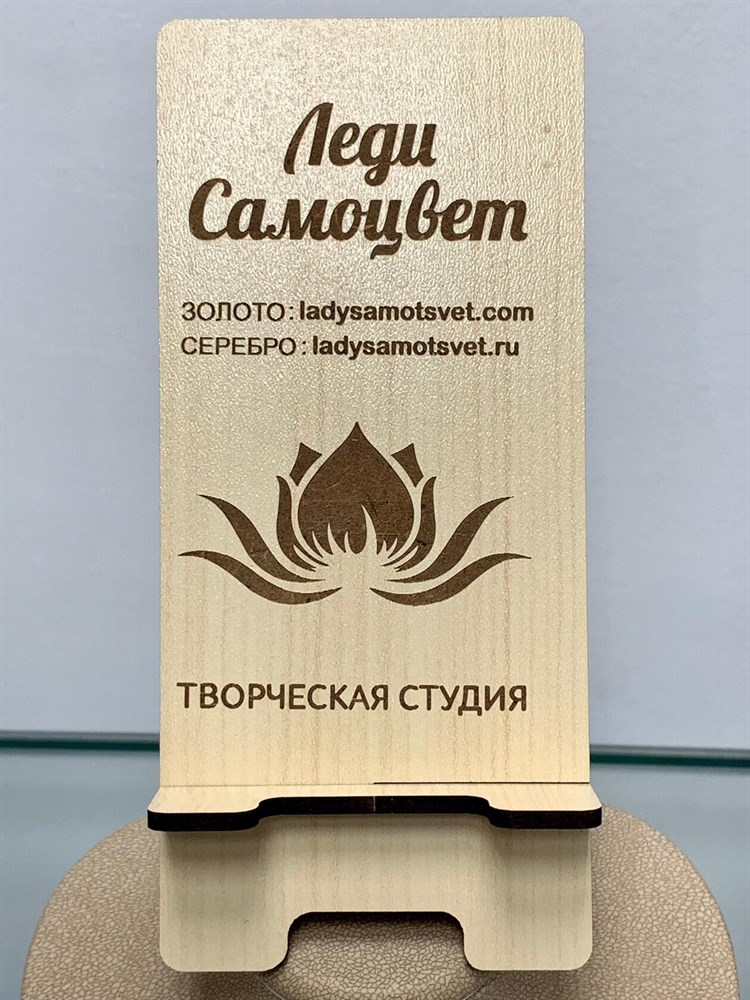 Леди
Самоцвет
ЗОЛОТО: ladysamotsvet.com
СЕРЕБРО: ladysamotsvet.ru
ТВОРЧЕСКАЯ СТУДИЯ